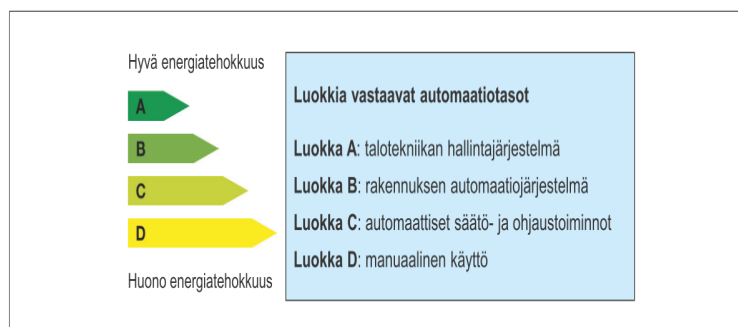 Hyvä energiatehokkuus
A
B
C
D
Huono energiatehokkuus
Luokkia vastaavat automaatiotasot
Luokka A: talotekniikan hallintajärjestelmä
Luokka B: rakennuksen automaatiojärjestelmä
Luokka C: automaattiset säätö- ja ohjaustoiminnot
Luokka D: manuaalinen käyttö